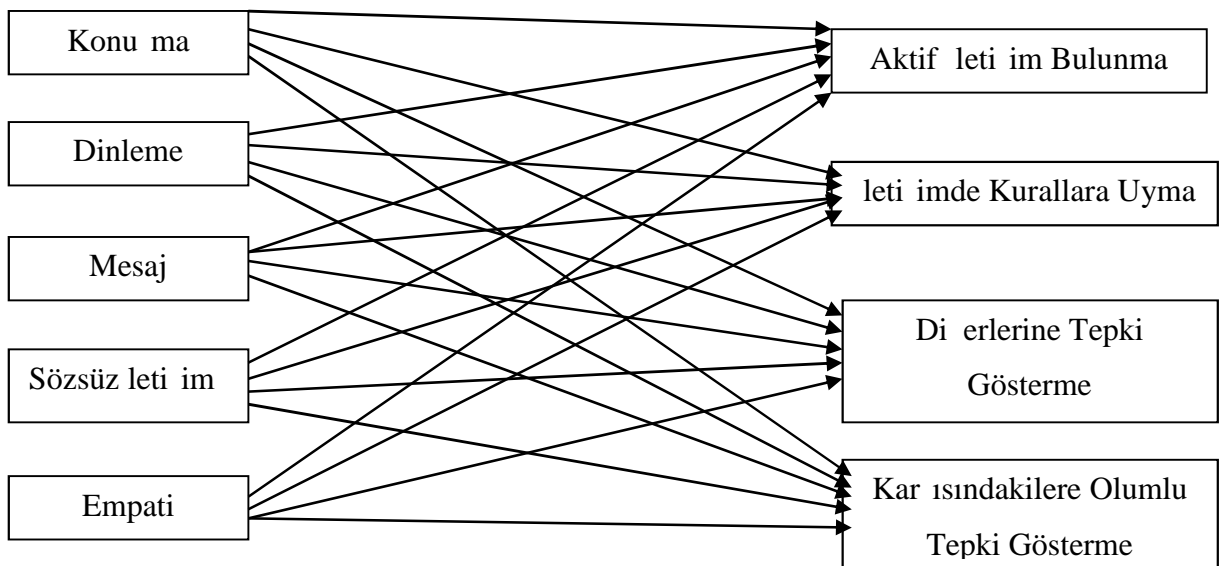 Konu ma
Dinleme
Mesaj
Sözsüz leti im
Empati
Aktif leti im Bulunma
leti imde Kurallara Uyma
Di erlerine Tepki
Gösterme
Kar ısındakilere Olumlu
Tepki Gösterme